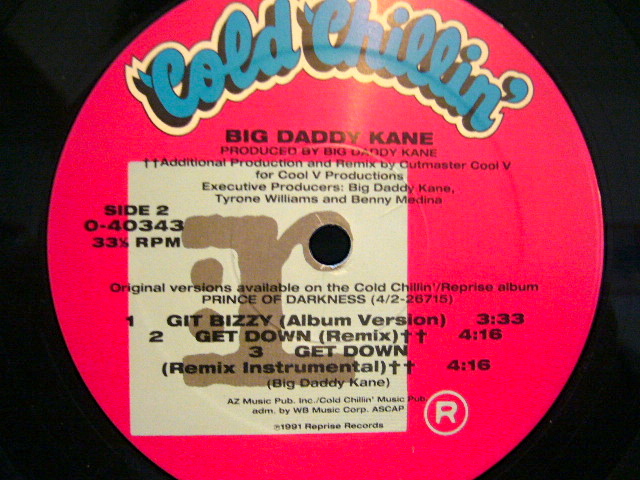 Cold Chillin'
BIG DADDY KANE
PRODUCED BY BIG DADDY KANE
††Additional Production and Remix by Cutmaster Cool V
for Cool V Productions
Executive Producers: Big Daddy Kane,
Tyrone Williams and Benny Medina
SIDE 2
0-40343
33⅓ RPM
r
Original versions available on the Cold Chillin'/Reprise album
PRINCE OF DARKNESS (4/2-26715)
1 GIT BIZZY (Album Version) 3:33
2 GET DOWN (Remix)†† 4:16
3 GET DOWN
(Remix Instrumental)†† 4:16
(Big Daddy Kane)
AZ Music Pub. Inc./Cold Chillin' Music Pub.
adm. by WB Music Corp. ASCAP
R
℗1991 Reprise Records